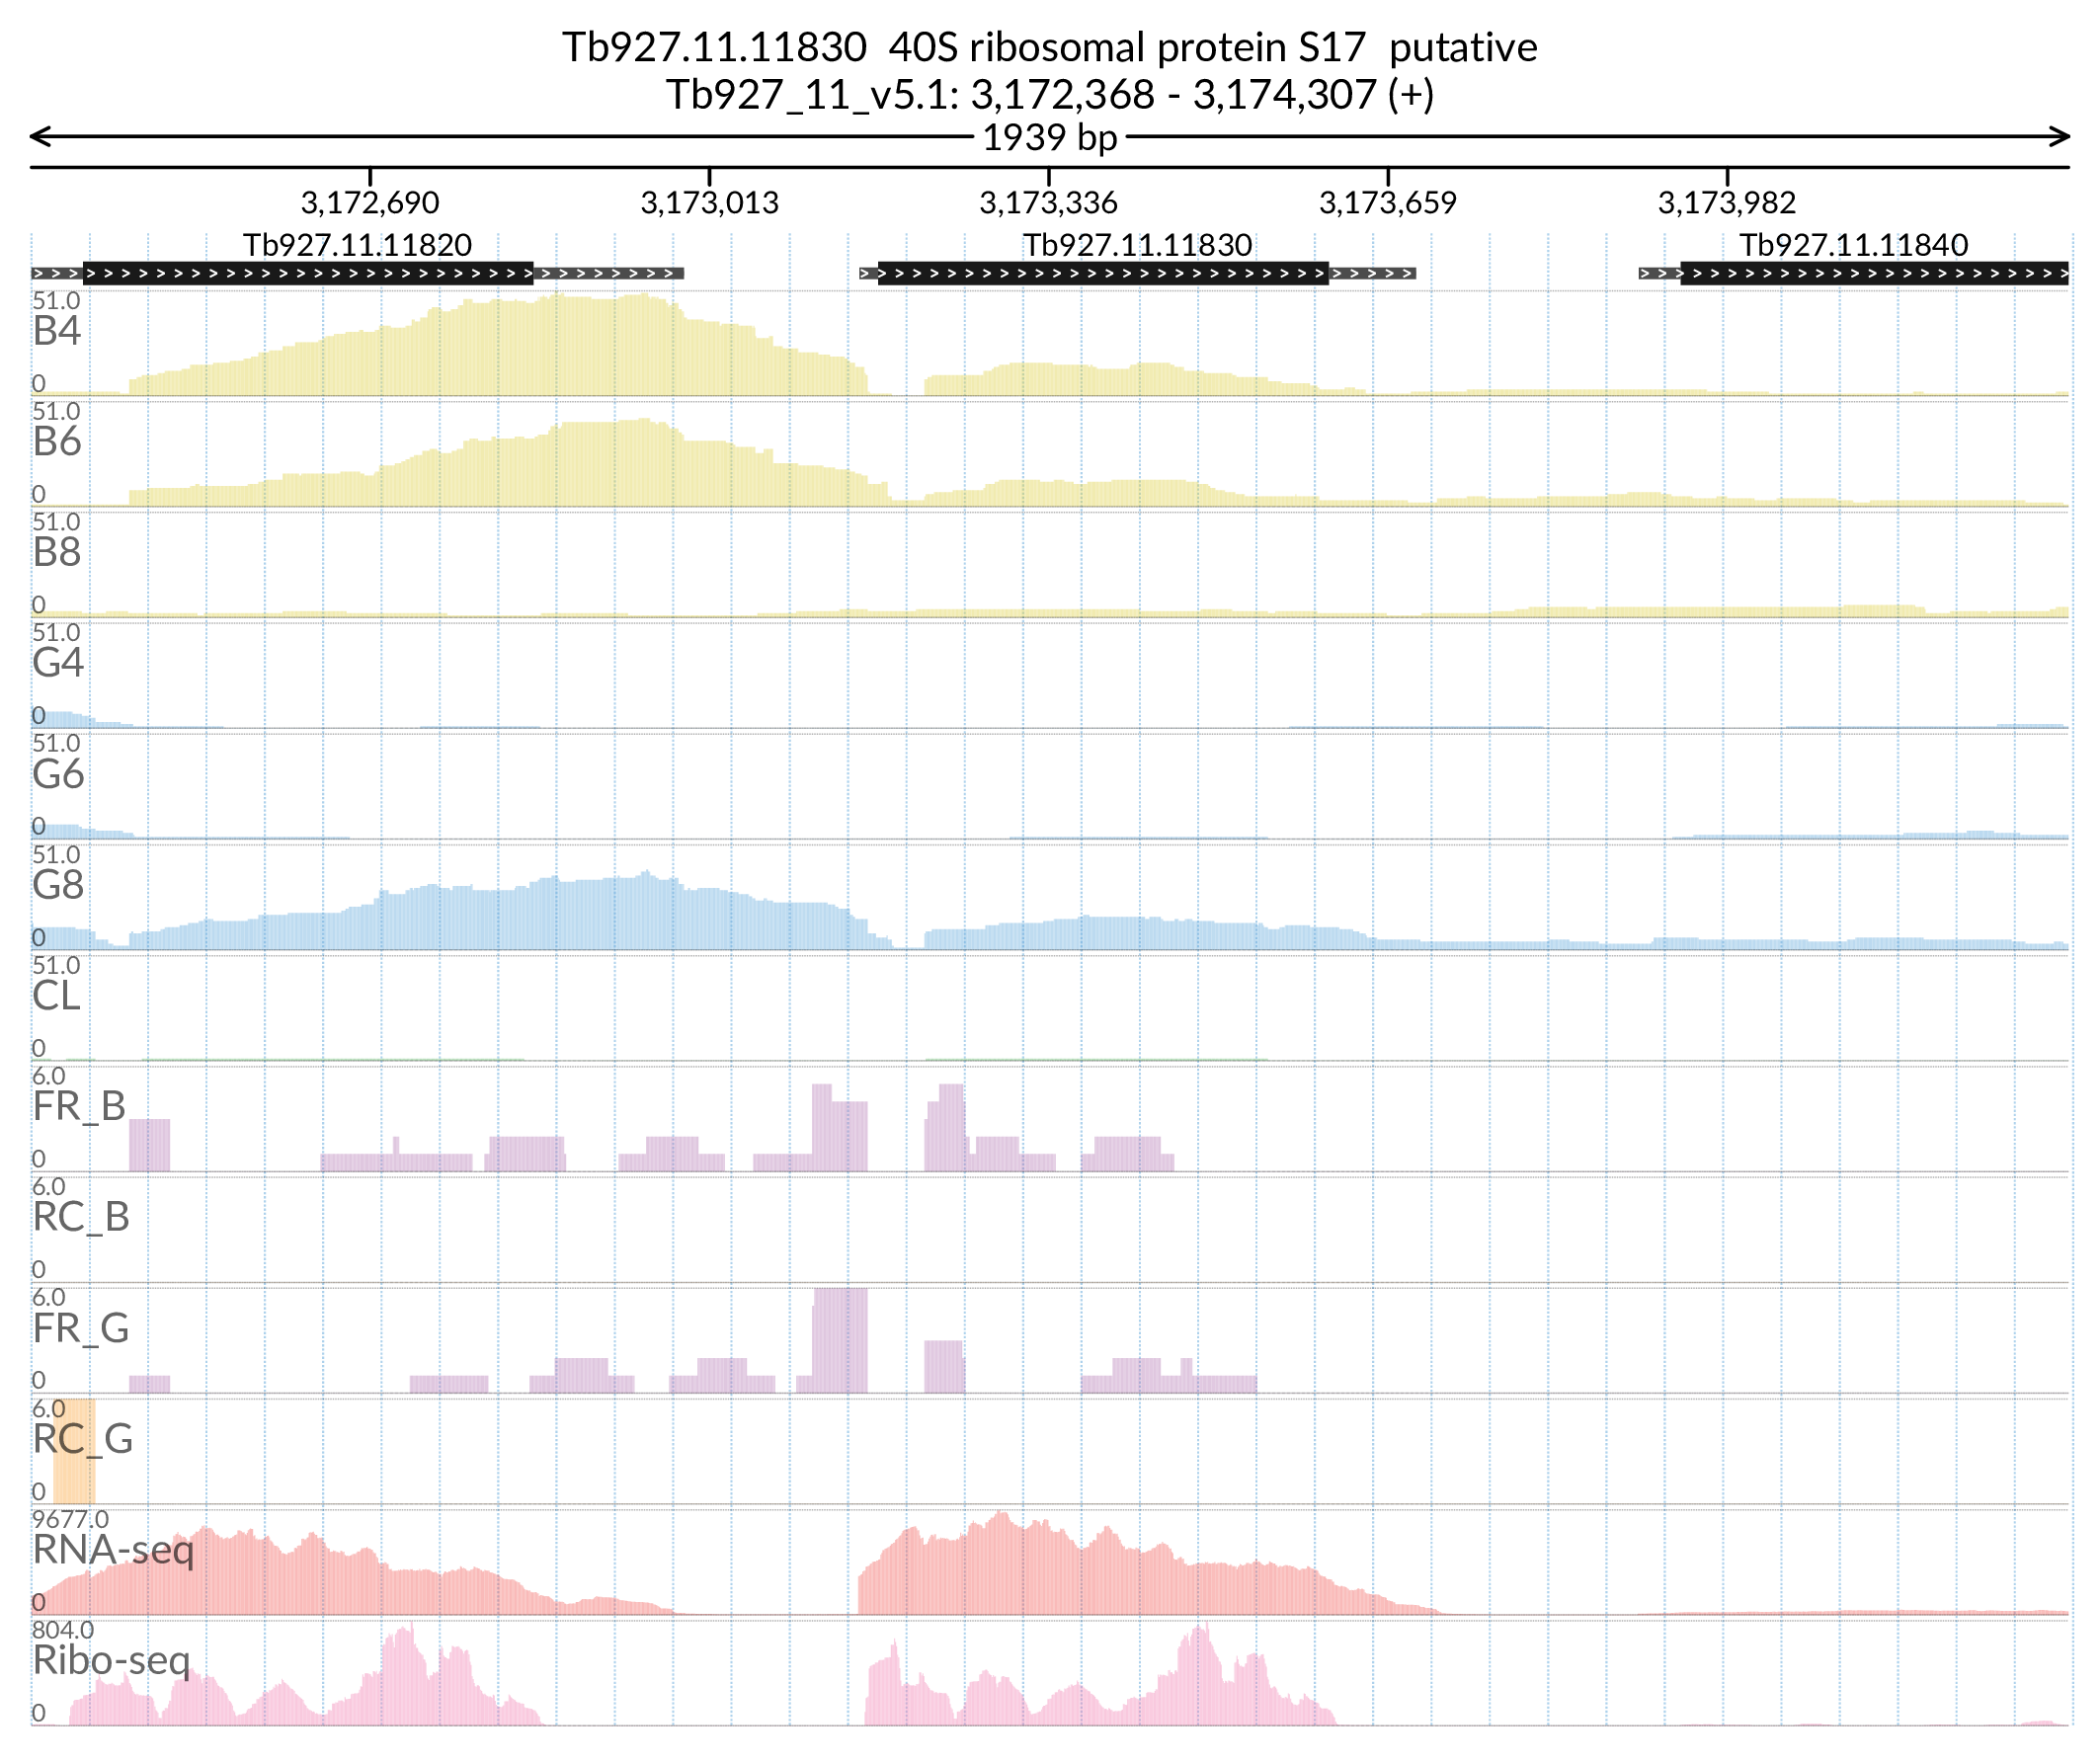 Tb927.11.11830  40S ribosomal protein S17  putative
Tb927_11_v5.1: 3,172,368 - 3,174,307 (+)
1939 bp
3,172,690 3,173,013 3,173,336 3,173,659 3,173,982
Tb927.11.11820 Tb927.11.11830 Tb927.11.11840
51.0
B4
0
51.0
B6
0
51.0
B8
0
51.0
G4
0
51.0
G6
0
51.0
G8
0
51.0
CL
0
6.0
FR_B
0
6.0
RC_B
0
6.0
FR_G
0
6.0
RC_G
0
9677.0
RNA-seq
0
804.0
Ribo-seq
0